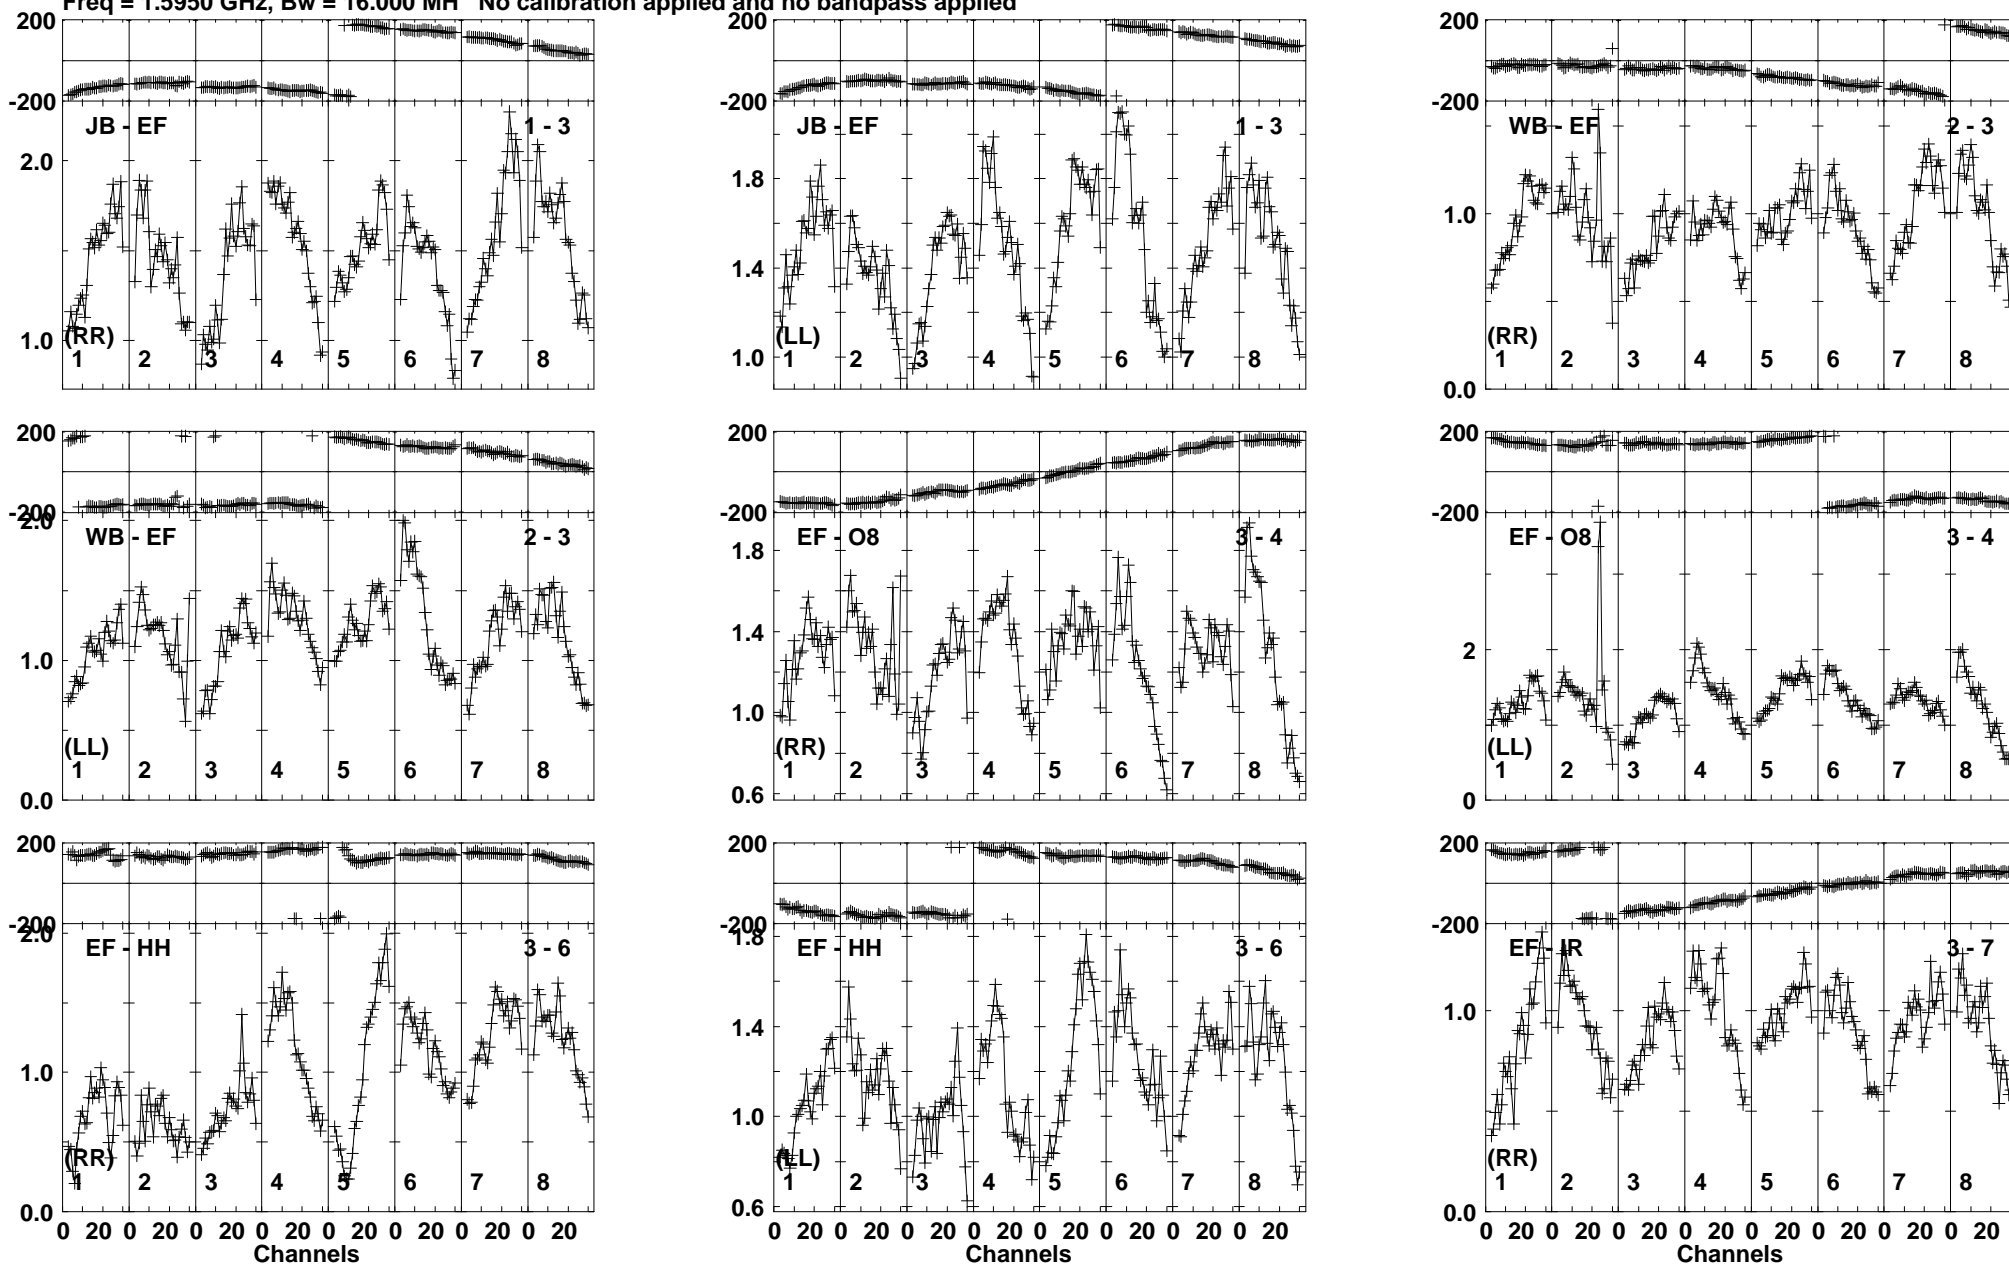 Freq = 1.5950 GHz, Bw = 16.000 MH No calibration applied and no bandpass applied
200 200 200
-200 -200 -200
JB - EF 1 - 3 JB - EF 1 - 3 WB - EF 2 - 3
2.0 1.8 1.0
1.4
1.0 1.0 0.0
(RR) (LL) (RR)
1 2 3 4 5 6 7 8 1 2 3 4 5 6 7 8 1 2 3 4 5 6 7 8
200 200 200
-200 -200 -200
2.0
WB - EF 2 - 3 EF - O8 3 - 4 EF - O8 3 - 4
1.8
1.4 2
1.0 1.0
(LL) (RR) (LL)
1 2 3 4 5 6 7 8 1 2 3 4 5 6 7 8 1 2 3 4 5 6 7 8
0.0 0.6 0
200 200 200
-200 -200 -200
2.0 1.8
EF - HH 3 - 6 EF - HH 3 - 6 EF - IR 3 - 7
1.4 1.0
1.0 1.0
(RR) (LL) (RR)
1 2 3 4 5 6 7 8 1 2 3 4 5 6 7 8 1 2 3 4 5 6 7 8
0.0 0.6 0.0
0 20 0 20 0 20 0 20 0 20 0 20 0 20 0 20 0 20 0 20 0 20 0 20 0 20 0 20 0 20 0 20 0 20 0 20 0 20 0 20 0 20 0 20 0 20 0 20
Channels Channels Channels